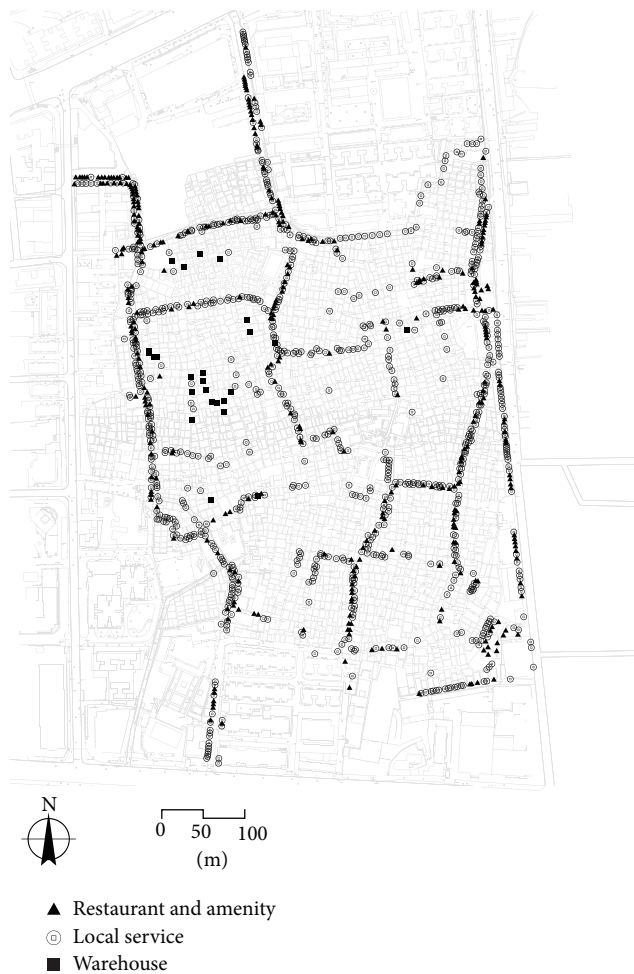 N
0 50 100
(m)
Restaurant and amenity
Local service
Warehouse